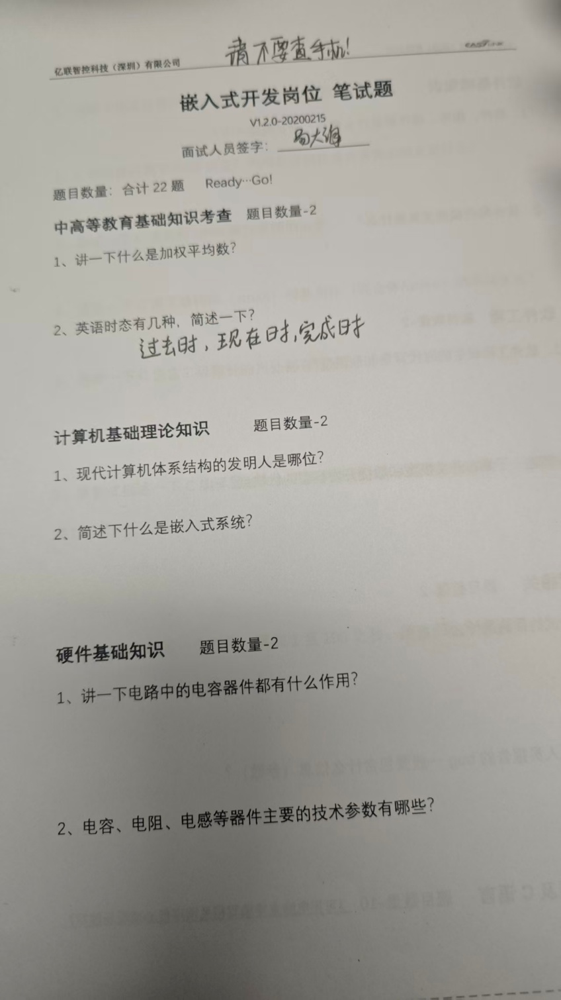 请不要查手机!
亿联智控科技（深圳）有限公司
嵌入式开发岗位 笔试题
V1.2.0-20200215
面试人员签字：
题目数量：合计 22 题 Ready…Go!
中高等教育基础知识考查 题目数量-2
1、讲一下什么是加权平均数？
2、英语时态有几种，简述一下？
过去时，现在时，完成时
计算机基础理论知识 题目数量-2
1、现代计算机体系结构的发明人是哪位？
2、简述下什么是嵌入式系统？
硬件基础知识 题目数量-2
1、讲一下电路中的电容器件都有什么作用？
2、电容、电阻、电感等器件主要的技术参数有哪些？